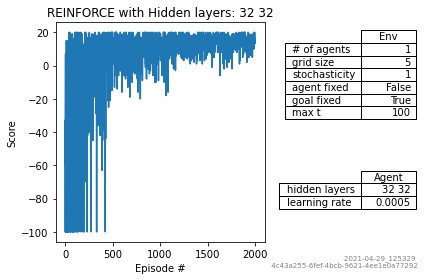 REINFORCE with Hidden layers: 32 32
20
0
−20
−40
−60
−80
−100
Score
0
500
1000
1500
2000
Episode #
Env
# of agents 1
grid size 5
stochasticity 1
agent fixed False
goal fixed True
max t 100
Agent
hidden layers 32 32
learning rate 0.0005
2021-04-29_125329
4c43a255-6fef-4bcb-9621-4ee1e0a77292